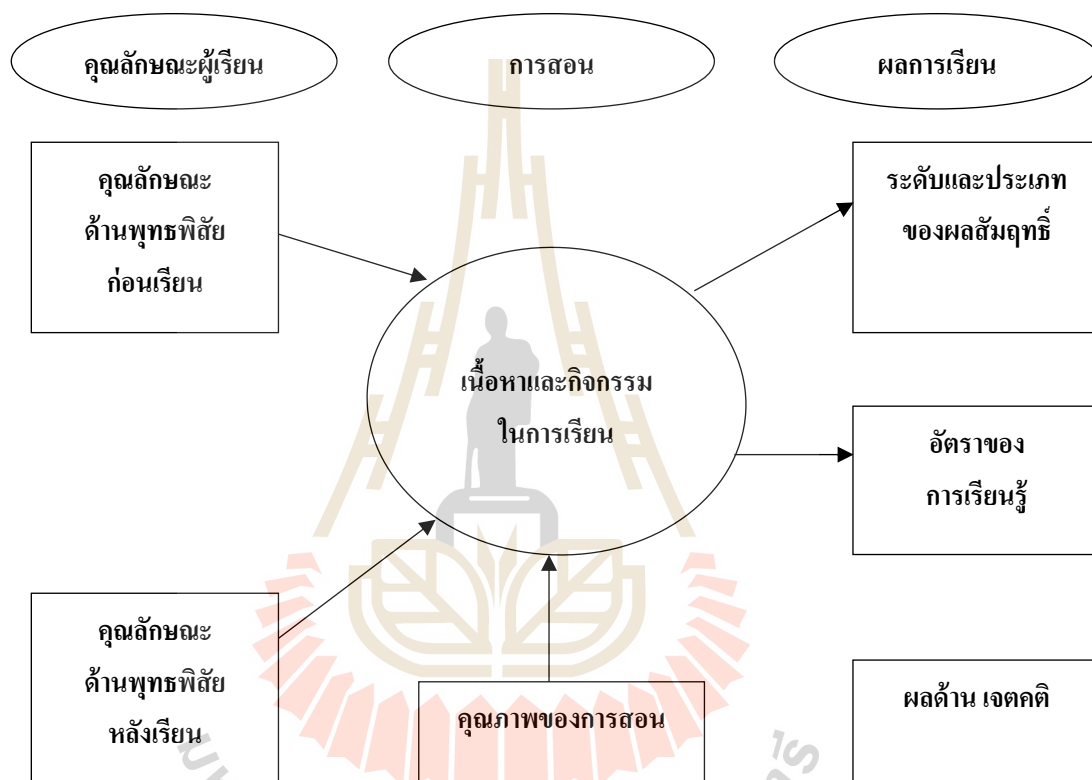 คุณลักษณะผู้เรียน
การสอน
ผลการเรียน
คุณลักษณะ
ด้านพุทธพิสัย
ก่อนเรียน
ระดับและประเภท
ของผลสัมฤทธิ์
เนื้อหาและกิจกรรม
ในการเรียน
อัตราของ
การเรียนรู้
คุณลักษณะ
ด้านพุทธพิสัย
หลังเรียน
คุณภาพของการสอน
ผลด้าน เจตคติ